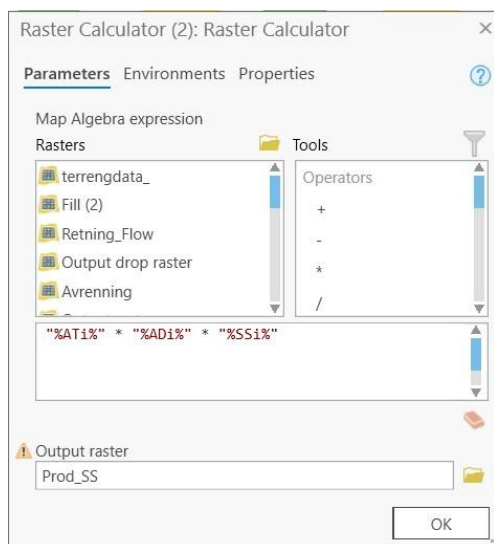 Raster Calculator (2): Raster Calculator ×
Parameters Environments Properties
?
Map Algebra expression
Rasters Tools
terrengdata_
Fill (2)
Retning_Flow
Output drop raster
Avrenning
Operators
+
-
*
/
"%ATi%" * "%ADi%" * "%SSi%"
Output raster
Prod_SS
OK